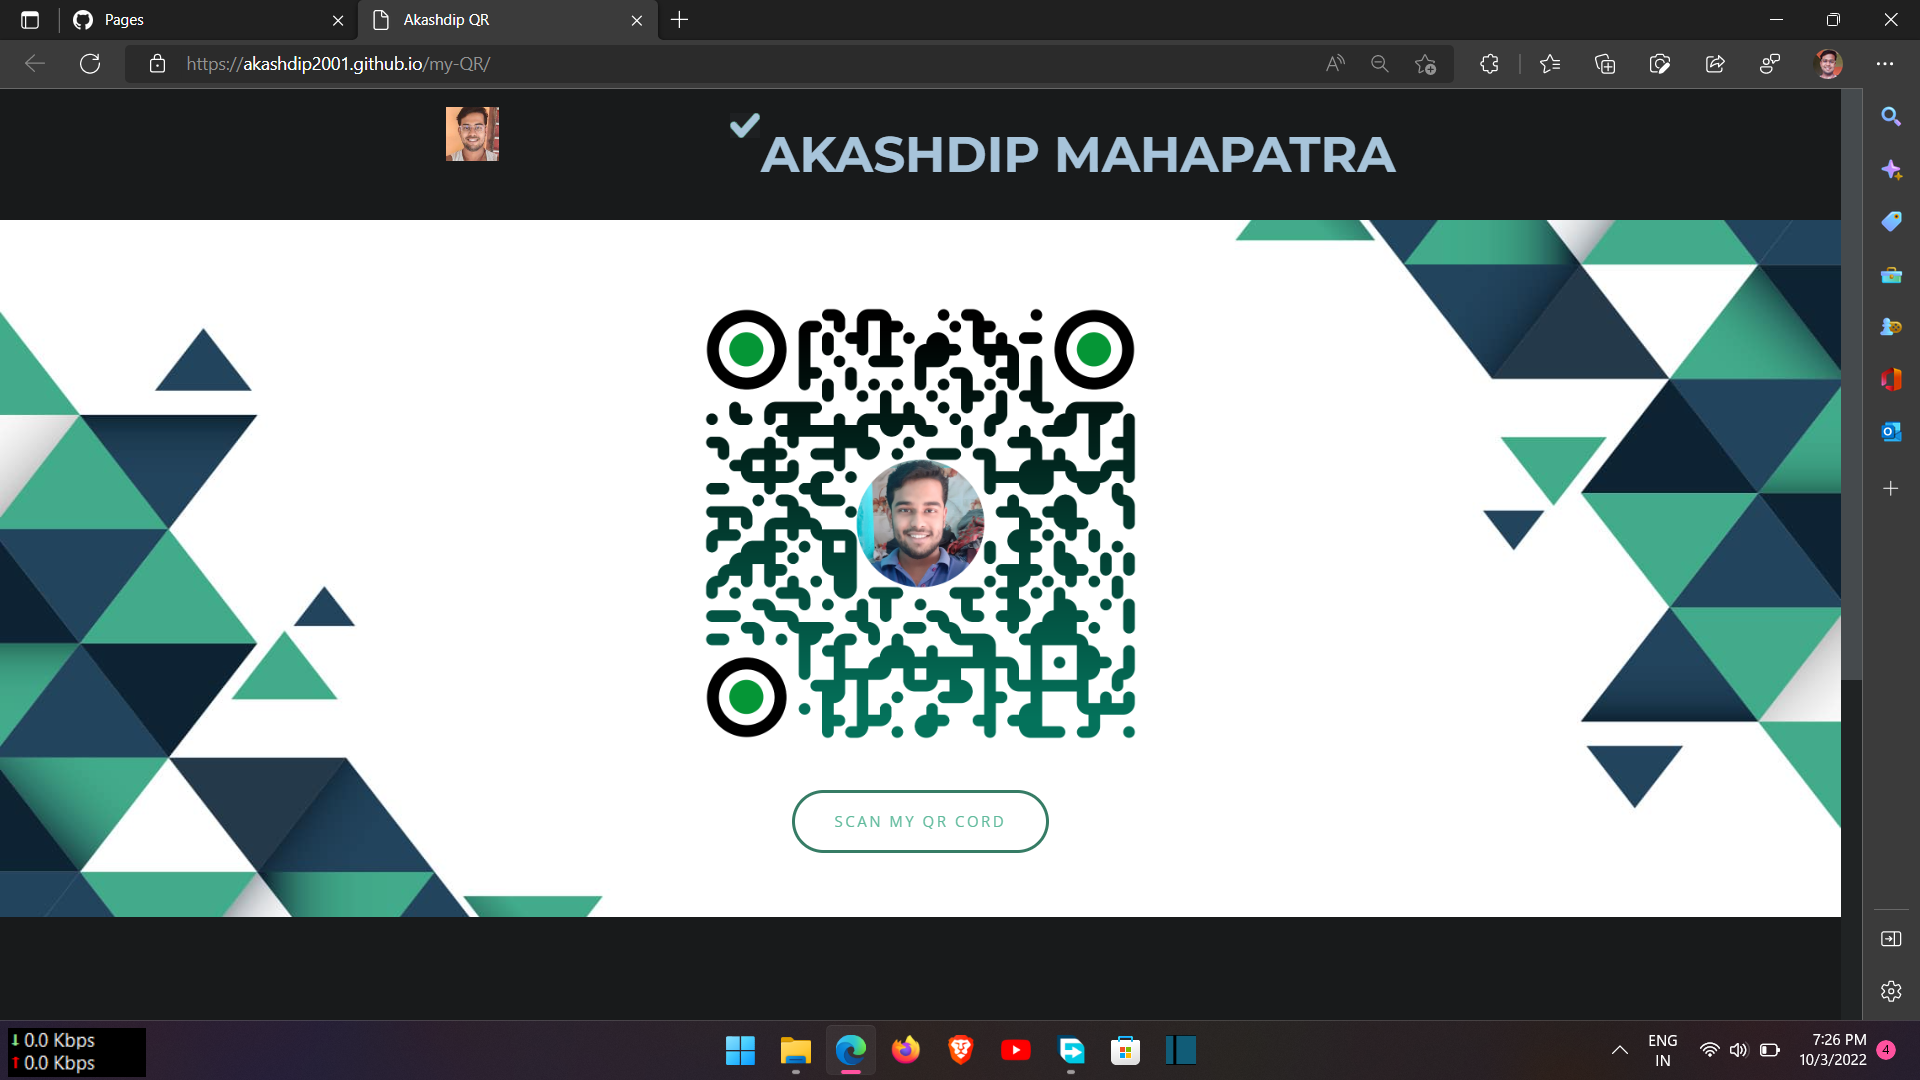 Pages
Akashdip QR
https://akashdip2001.github.io/my-QR/
AKASHDIP MAHAPATRA
SCAN MY QR CORD
↓ 0.0 Kbps
↑ 0.0 Kbps
ENG
IN
7:26 PM
10/3/2022
4